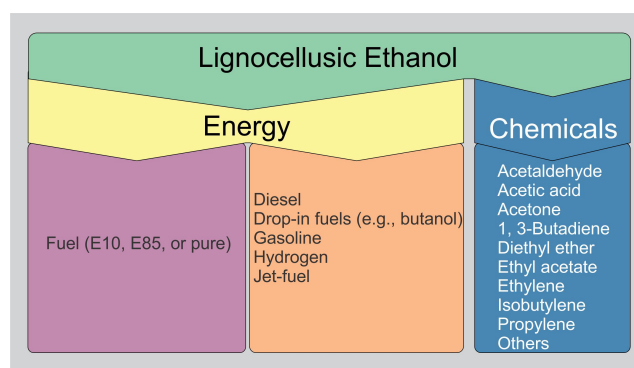 Lignocellusic Ethanol
Energy
Chemicals
Fuel (E10, E85, or pure)
Diesel
Drop-in fuels (e.g., butanol)
Gasoline
Hydrogen
Jet-fuel
Acetaldehyde
Acetic acid
Acetone
1, 3-Butadiene
Diethyl ether
Ethyl acetate
Ethylene
Isobutylene
Propylene
Others